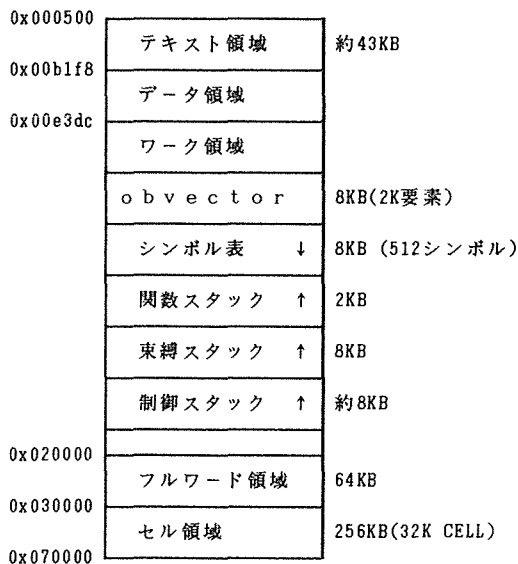 0x000500
テキスト領域 約43KB
0x00b1f8
データ領域
0x00e3dc
ワーク領域
obvector 8KB(2K要素)
シンボル表 ↓ 8KB (512シンボル)
関数スタック ↑ 2KB
束縛スタック ↑ 8KB
制御スタック ↑ 約8KB
0x020000
フルワード領域 64KB
0x030000
セル領域 256KB(32K CELL)
0x070000